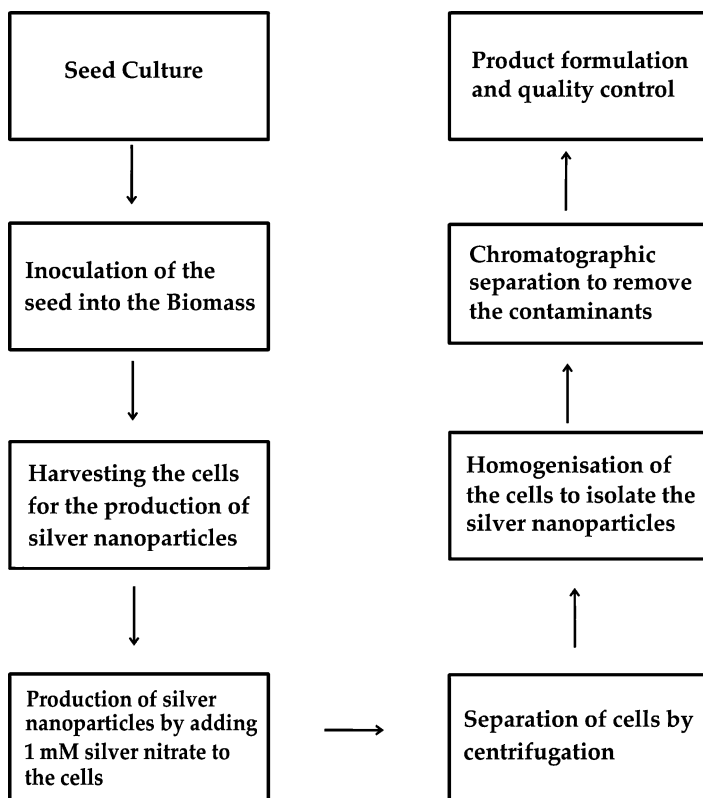 Seed Culture
Inoculation of the
seed into the Biomass
Harvesting the cells
for the production of
silver nanoparticles
Production of silver
nanoparticles by adding
1 mM silver nitrate to
the cells
Separation of cells by
centrifugation
Homogenisation of
the cells to isolate the
silver nanoparticles
Chromatographic
separation to remove
the contaminants
Product formulation
and quality control